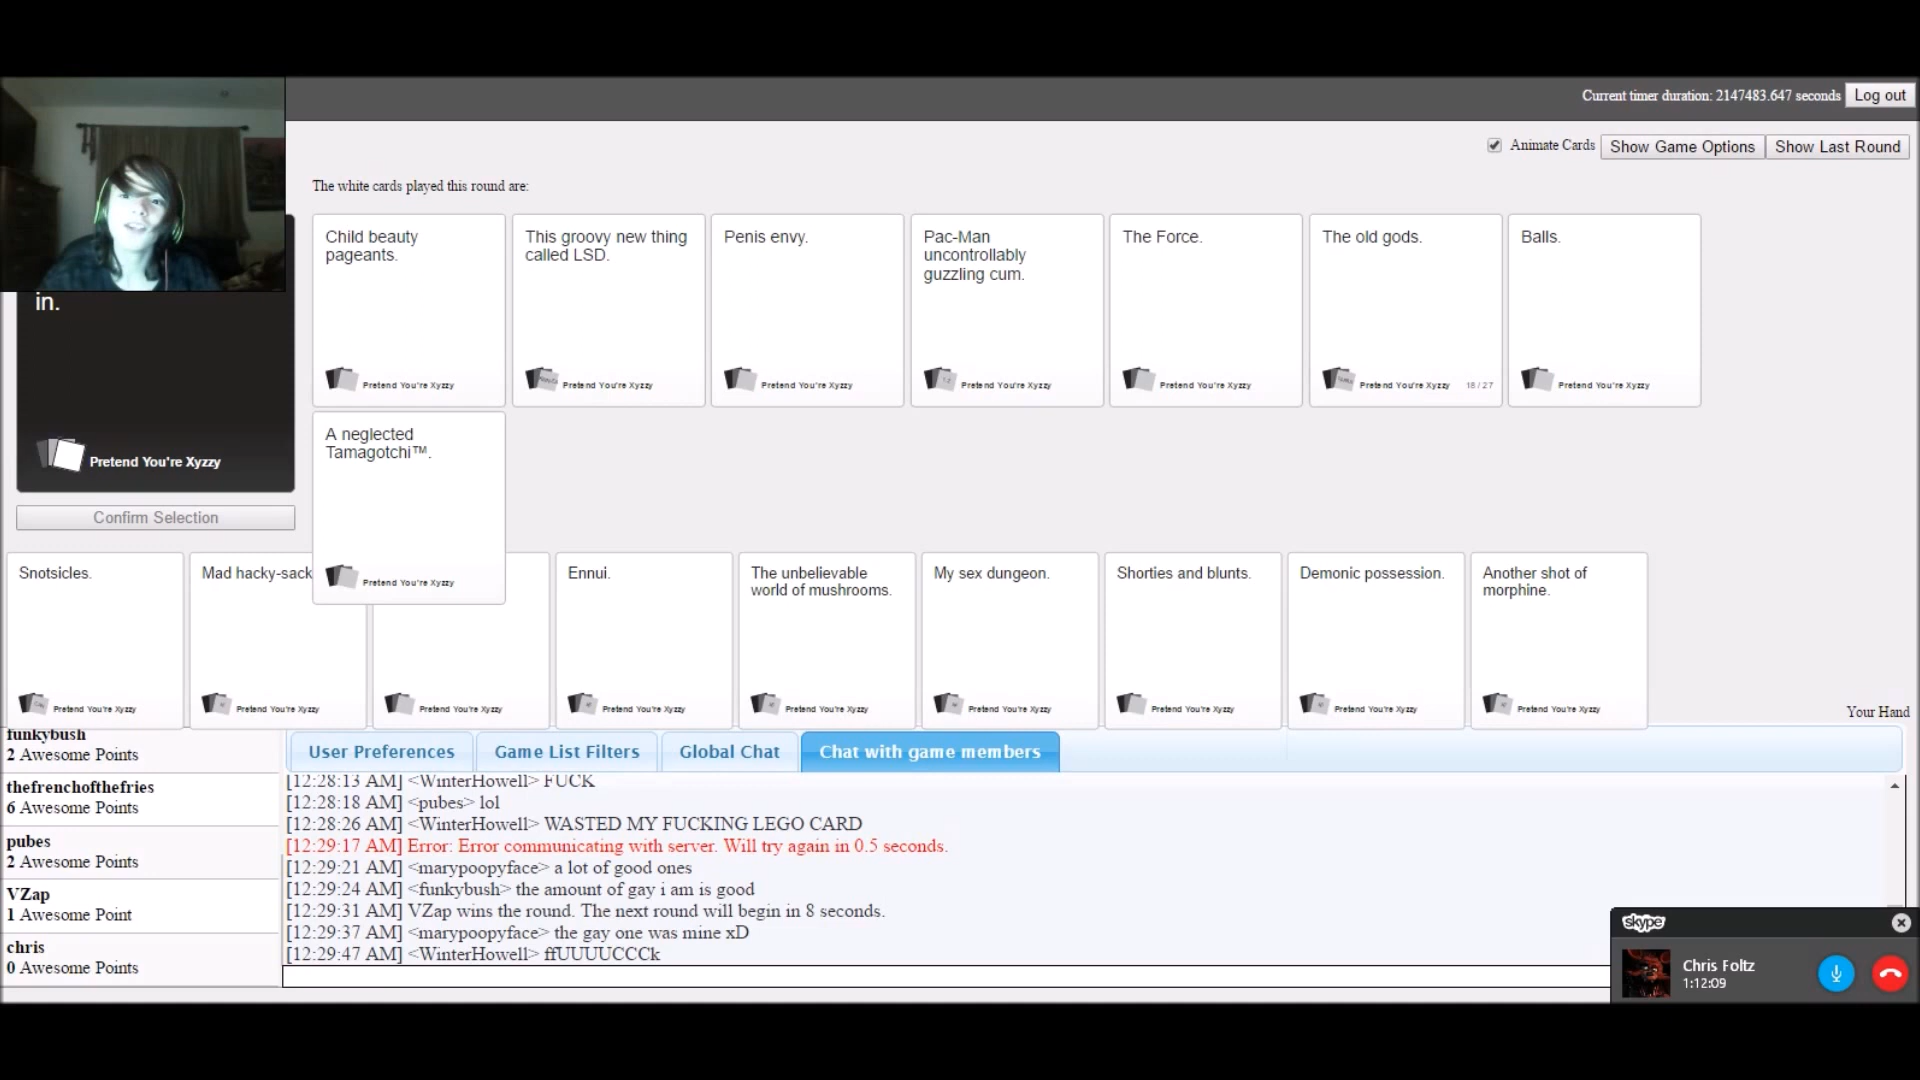 Current timer duration: 2147483.647 seconds
Log out
Animate Cards
Show Game Options
Show Last Round
The white cards played this round are:
in.
Pretend You're Xyzzy
Confirm Selection
Child beauty
pageants.
Pretend You're Xyzzy
This groovy new thing
called LSD.
Pretend You're Xyzzy
Penis envy.
Pretend You're Xyzzy
Pac-Man
uncontrollably
guzzling cum.
Pretend You're Xyzzy
The Force.
Pretend You're Xyzzy
The old gods.
Pretend You're Xyzzy 18 / 27
Balls.
Pretend You're Xyzzy
A neglected
Tamagotchi™.
Pretend You're Xyzzy
Snotsicles.
Pretend You're Xyzzy
Mad hacky-sack
Pretend You're Xyzzy
Pretend You're Xyzzy
Ennui.
Pretend You're Xyzzy
The unbelievable
world of mushrooms.
Pretend You're Xyzzy
My sex dungeon.
Pretend You're Xyzzy
Shorties and blunts.
Pretend You're Xyzzy
Demonic possession.
Pretend You're Xyzzy
Another shot of
morphine.
Pretend You're Xyzzy
Your Hand
funkybush
2 Awesome Points
thefrenchofthefries
6 Awesome Points
pubes
2 Awesome Points
VZap
1 Awesome Point
chris
0 Awesome Points
User Preferences
Game List Filters
Global Chat
Chat with game members
[12:28:13 AM] <WinterHowell> FUCK
[12:28:18 AM] <pubes> lol
[12:28:26 AM] <WinterHowell> WASTED MY FUCKING LEGO CARD
[12:29:17 AM] Error: Error communicating with server. Will try again in 0.5 seconds.
[12:29:21 AM] <marypoopyface> a lot of good ones
[12:29:24 AM] <funkybush> the amount of gay i am is good
[12:29:31 AM] VZap wins the round. The next round will begin in 8 seconds.
[12:29:37 AM] <marypoopyface> the gay one was mine xD
[12:29:47 AM] <WinterHowell> ffUUUUCCCk
skype
Chris Foltz
1:12:09